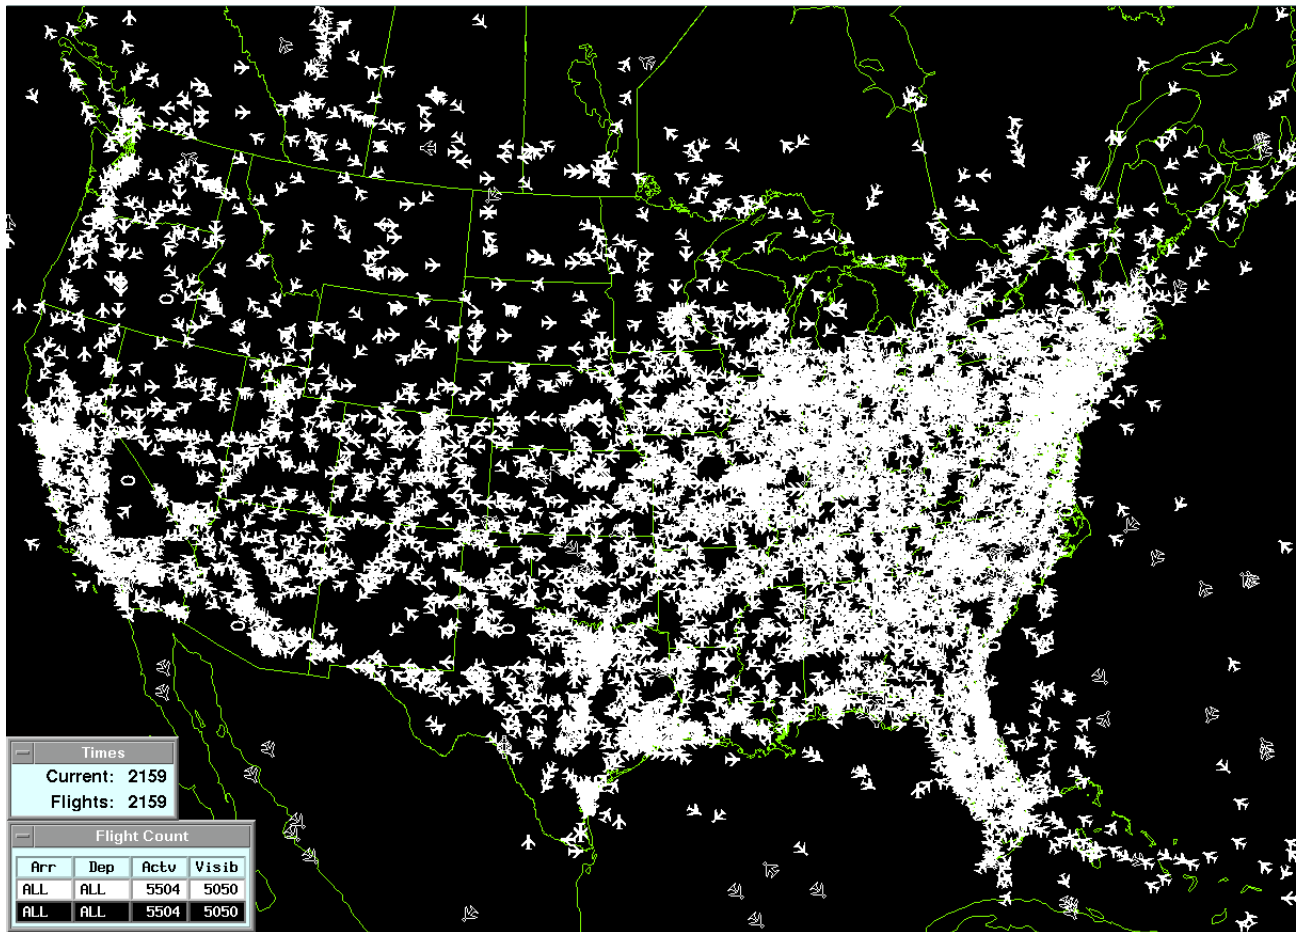 Times
Current: 2159
Flights: 2159
Flight Count
Arr Dep Actv Visib
ALL ALL 5504 5050
ALL ALL 5504 5050